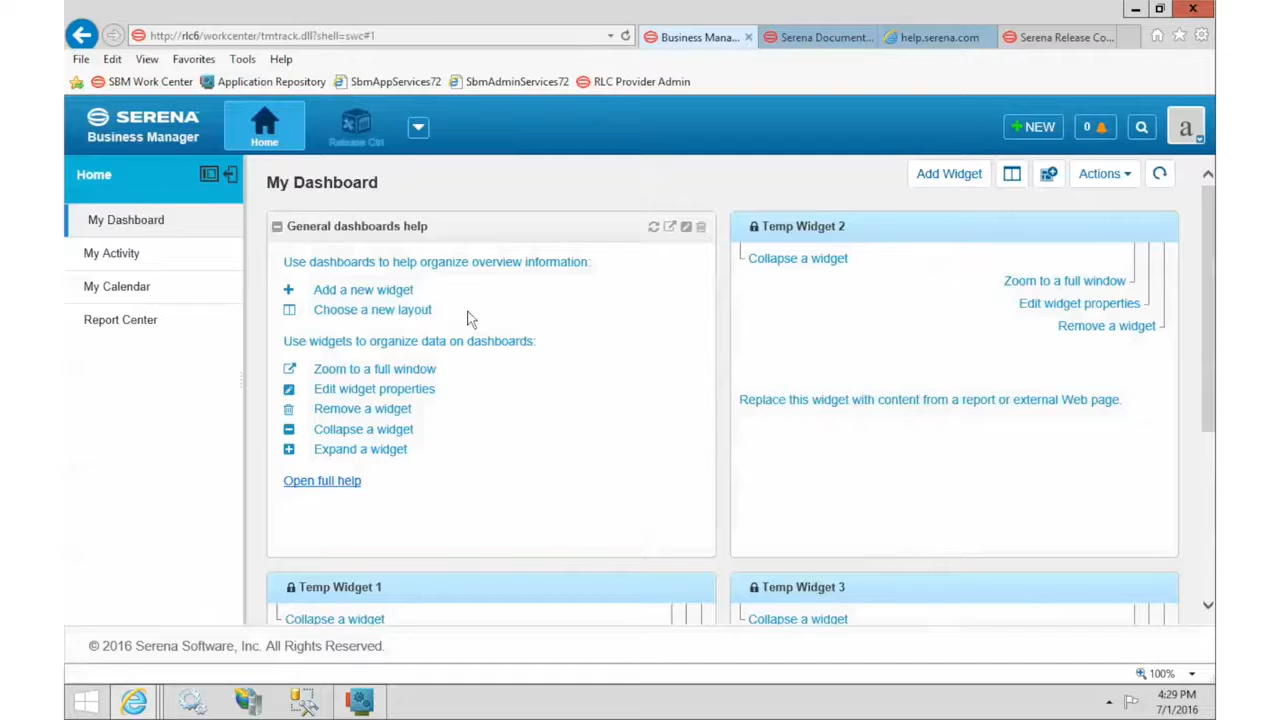 http://rlc6/workcenter/tmtrack.dll?shell=swc#1
Business Mana...
Serena Document...
help.serena.com
Serena Release Co...
File Edit View Favorites Tools Help
SBM Work Center Application Repository SbmAppServices72 SbmAdminServices72 RLC Provider Admin
SERENA
Business Manager
Home
Release Ctrl
NEW
0
a
Home
My Dashboard
My Activity
My Calendar
Report Center
My Dashboard
Add Widget
Actions
General dashboards help
Use dashboards to help organize overview information:
Add a new widget
Choose a new layout
Use widgets to organize data on dashboards:
Zoom to a full window
Edit widget properties
Remove a widget
Collapse a widget
Expand a widget
Open full help
Temp Widget 2
Collapse a widget
Zoom to a full window
Edit widget properties
Remove a widget
Replace this widget with content from a report or external Web page.
Temp Widget 1
Collapse a widget
Temp Widget 3
Collapse a widget
© 2016 Serena Software, Inc. All Rights Reserved.
100%
4:29 PM
7/1/2016